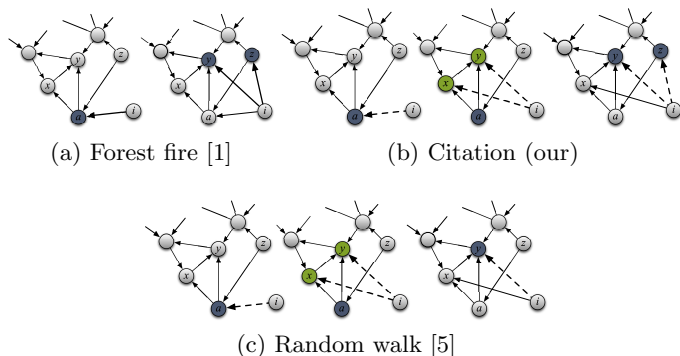 y z y z y z y y z
x x x x x
a i a i a i a i a i
(a) Forest fire [1] (b) Citation (our)
y z y z y z
x x x
a i a i a i
(c) Random walk [5]